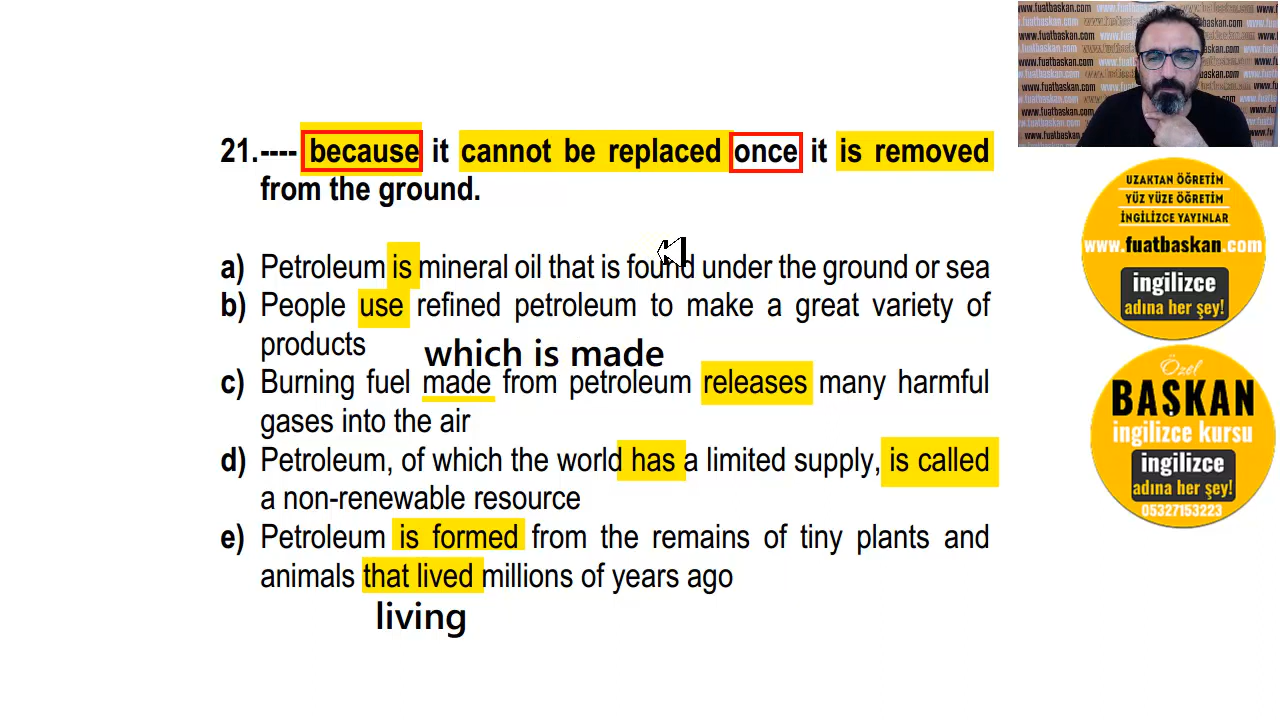 21.---- because it cannot be replaced once it is removed
from the ground.
a) Petroleum is mineral oil that is found under the ground or sea
b) People use refined petroleum to make a great variety of
products
which is made
c) Burning fuel made from petroleum releases many harmful
gases into the air
d) Petroleum, of which the world has a limited supply, is called
a non-renewable resource
e) Petroleum is formed from the remains of tiny plants and
animals that lived millions of years ago
living
www.fuatbaskan.com
UZAKTAN ÖĞRETİM
YÜZ YÜZE ÖĞRETİM
İNGİLİZCE YAYINLAR
www.fuatbaskan.com
ingilizce
adına her şey!
Özel
BAŞKAN
ingilizce kursu
ingilizce
adına her şey!
05327153223